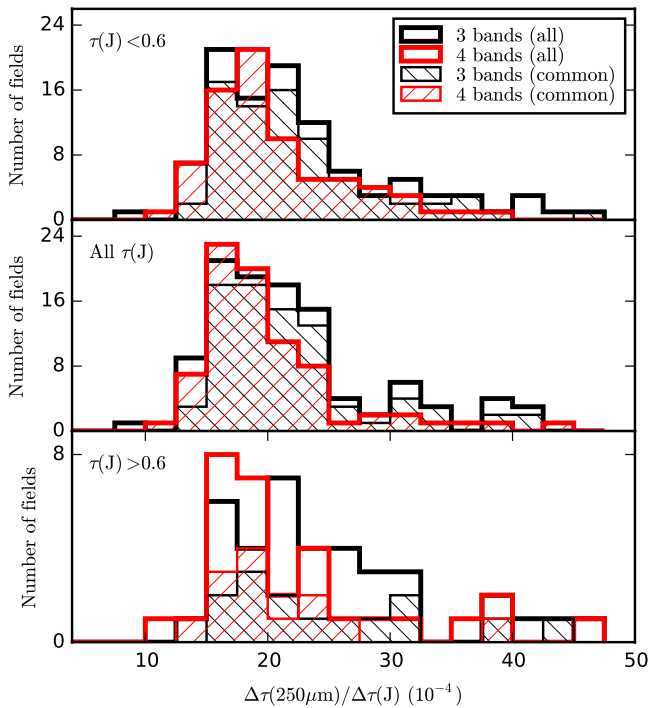 24
16
8
0
Number of fields
τ(J) <0.6
3 bands (all)
4 bands (all)
3 bands (common)
4 bands (common)
24
16
8
0
Number of fields
All τ(J)
8
0
Number of fields
τ(J) >0.6
10 20 30 40 50
Δτ(250μm)/Δτ(J) (10⁻⁴)